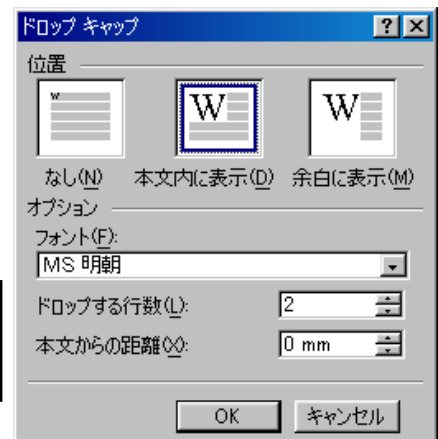 ドロップ キャップ
位置
W
W
W
なし(N) 本文内に表示(D) 余白に表示(M)
オプション
フォント(F):
MS 明朝
ドロップする行数(L): 2
本文からの距離(X): 0 mm
OK キャンセル